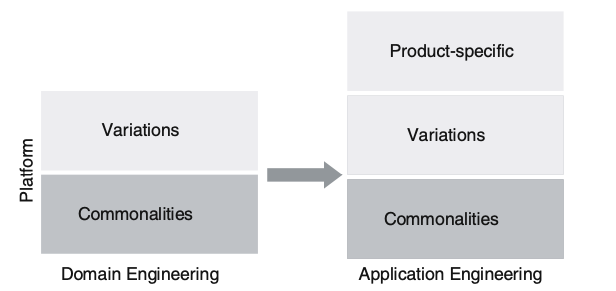 Platform
Variations
Commonalities
Domain Engineering
Product-specific
Variations
Commonalities
Application Engineering